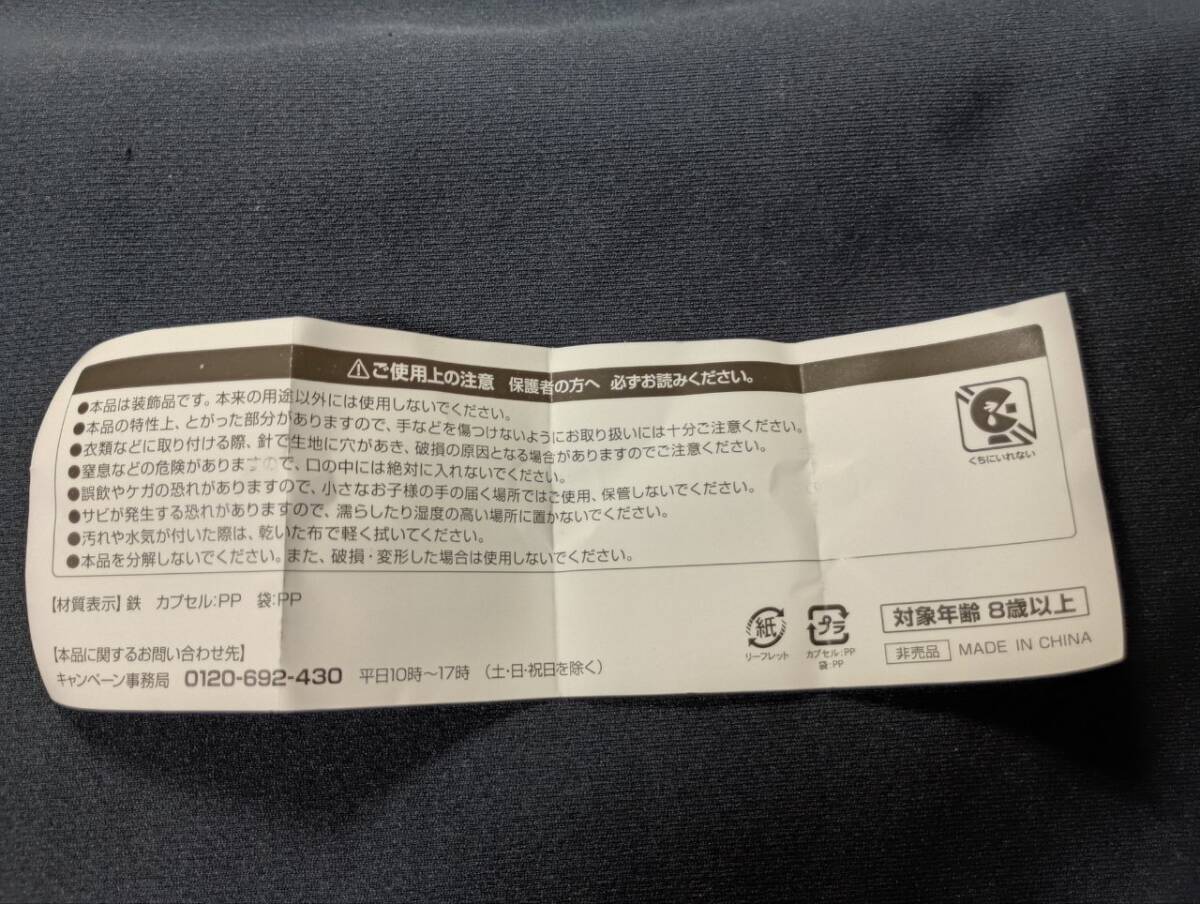 ⚠ご使用上の注意 保護者の方へ 必ずお読みください。
●本品は装飾品です。本来の用途以外には使用しないでください。
●本品の特性上、とがった部分がありますので、手などを傷つけないようにお取り扱いには十分ご注意ください。
●衣類などに取り付ける際、針で生地に穴があき、破損の原因となる場合がありますのでご注意ください。
●窒息などの危険がありますので、口の中には絶対に入れないでください。
●誤飲やケガの恐れがありますので、小さなお子様の手の届く場所ではご使用、保管しないでください。
●サビが発生する恐れがありますので、濡らしたり湿度の高い場所に置かないでください。
●汚れや水気が付いた際は、乾いた布で軽く拭いてください。
●本品を分解しないでください。また、破損・変形した場合は使用しないでください。
くちにいれない
【材質表示】鉄 カプセル:PP 袋:PP
【本品に関するお問い合わせ先】
キャンペーン事務局 0120-692-430 平日10時～17時 （土・日・祝日を除く）
紙
リーフレット
プラ
カプセル:PP
袋:PP
対象年齢 8歳以上
非売品 MADE IN CHINA